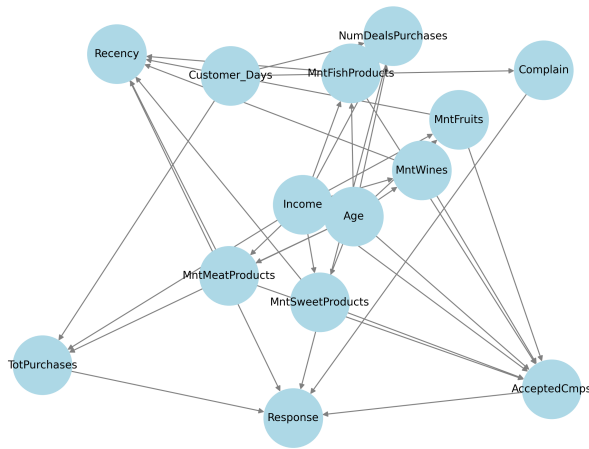 NumDealsPurchases
Recency
Customer_Days
MntFishProducts
Complain
MntFruits
MntWines
Income
Age
MntMeatProducts
MntSweetProducts
TotPurchases
AcceptedCmps
Response